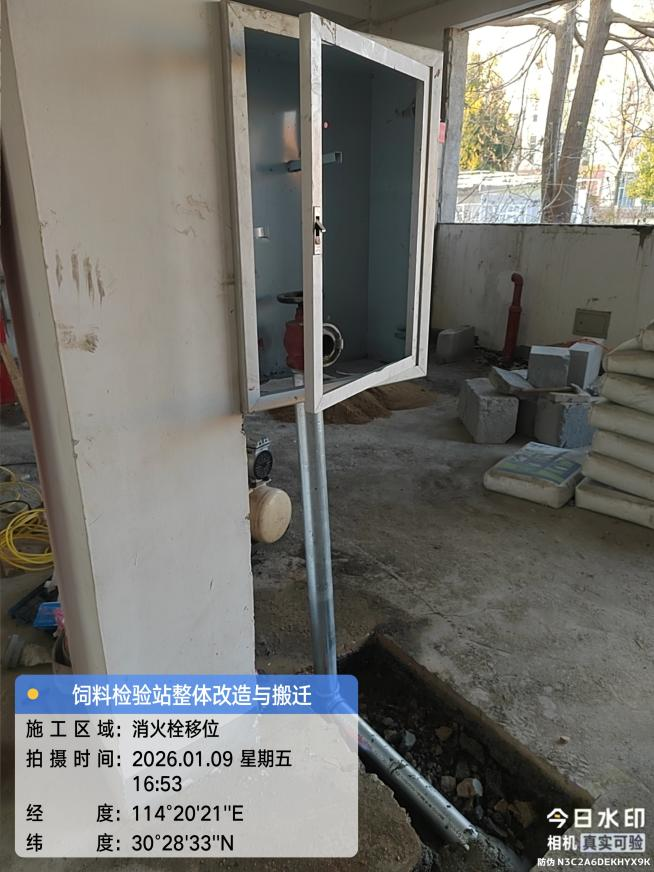 饲料检验站整体改造与搬迁
施工区域：消火栓移位
拍摄时间：2026.01.09 星期五
16:53
经度：114°20'21"E
纬度：30°28'33"N
今日水印
相机真实可验
防伪 N3C2A6DEKHYX9K